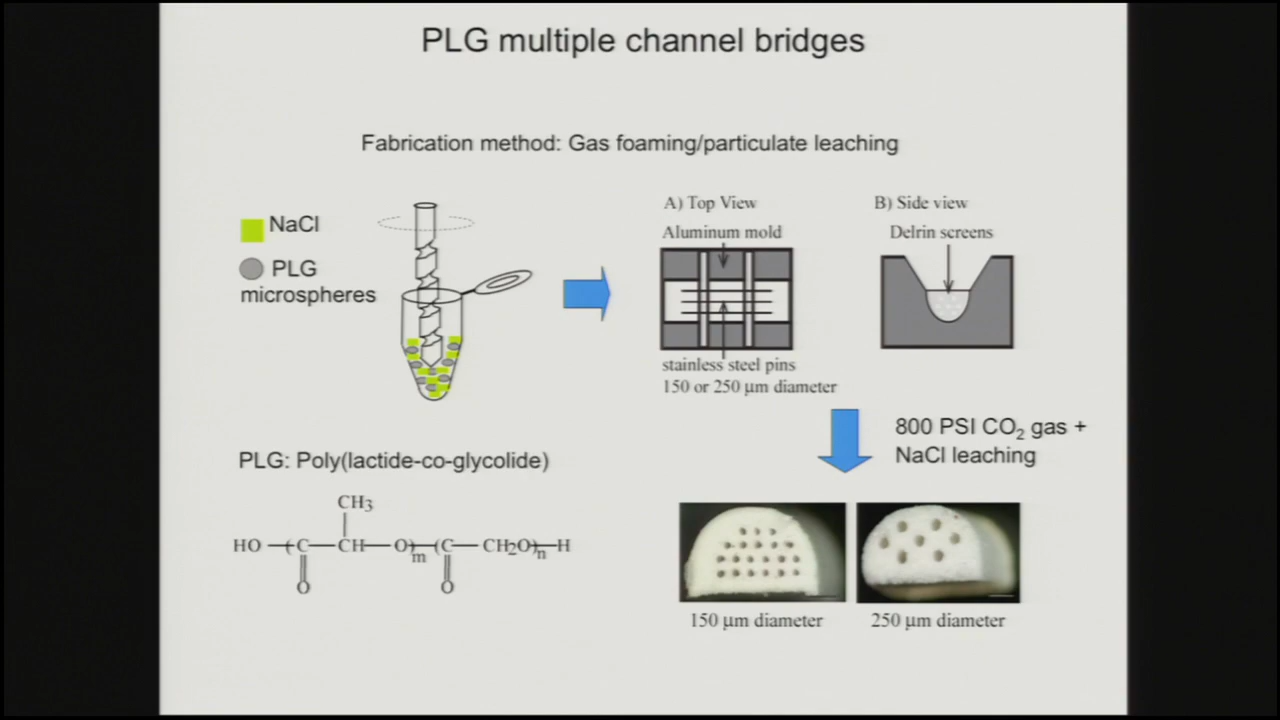 PLG multiple channel bridges
Fabrication method: Gas foaming/particulate leaching
NaCl
PLG
microspheres
A) Top View
Aluminum mold
stainless steel pins
150 or 250 μm diameter
B) Side view
Delrin screens
800 PSI CO₂ gas +
NaCl leaching
PLG: Poly(lactide-co-glycolide)
CH3
HO (C CH O)m (C CH2O)n H
O O
150 μm diameter
250 μm diameter